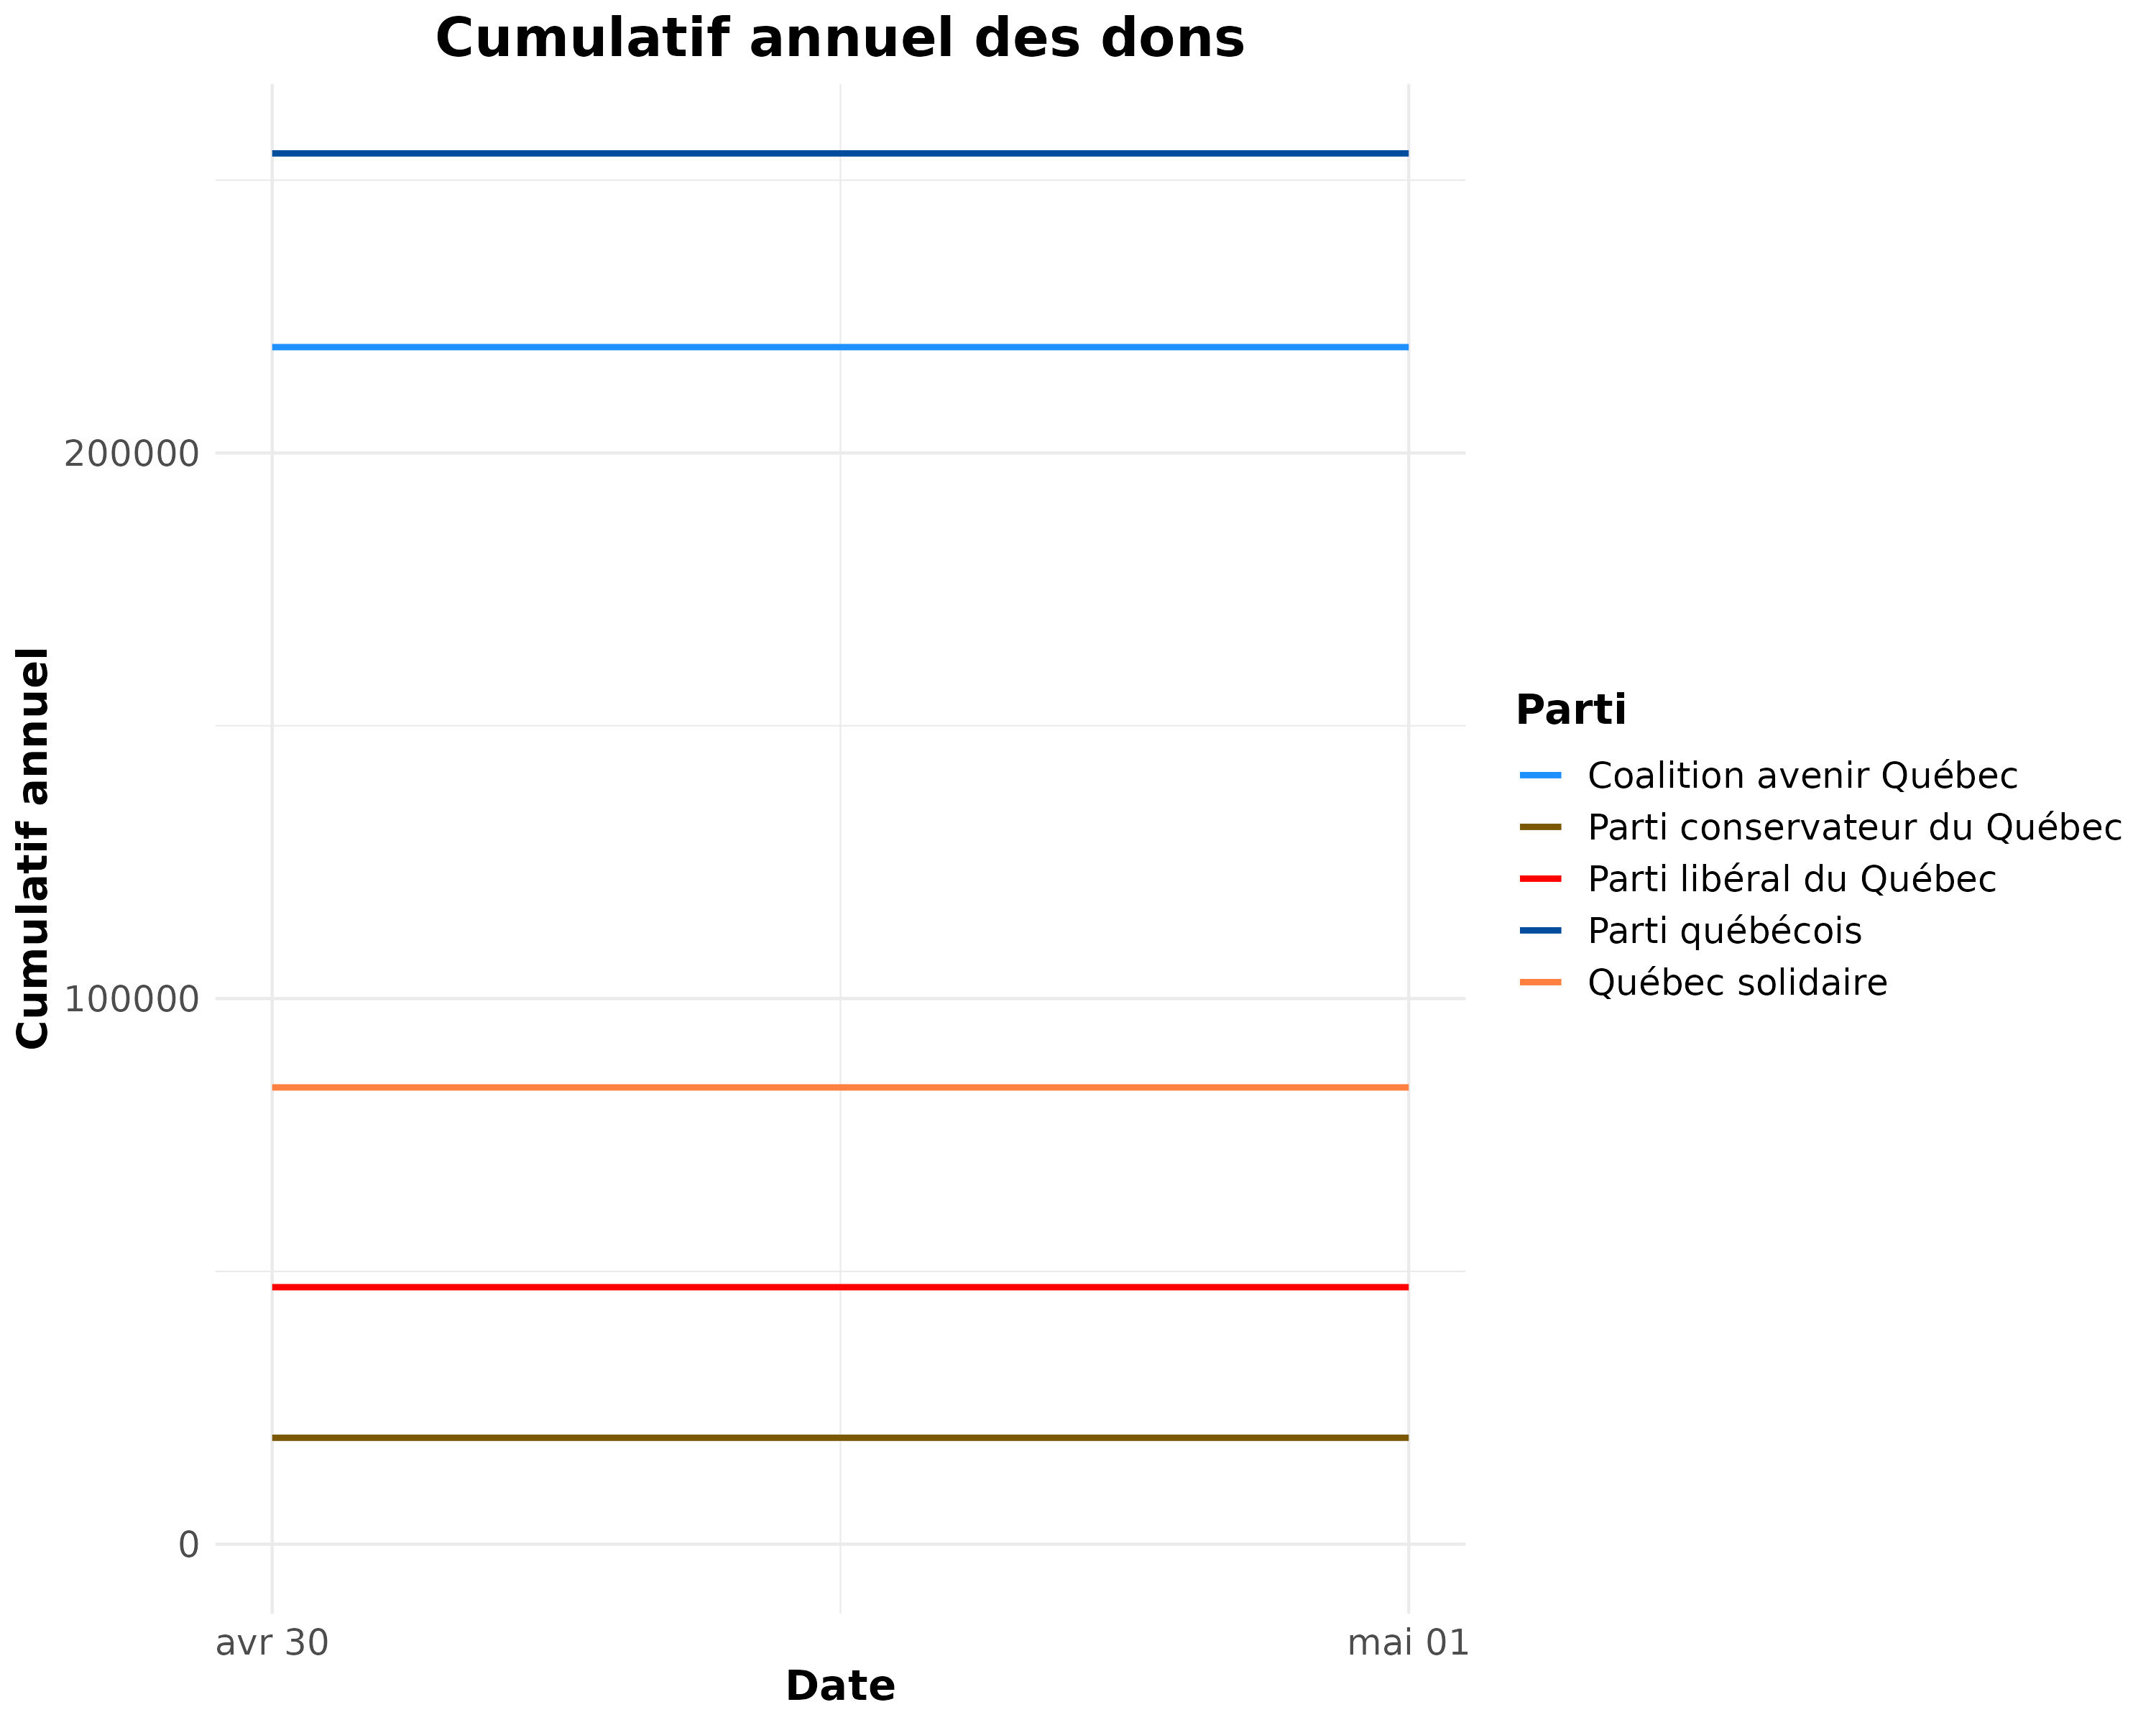 Cumulatif annuel des dons
Cumulatif annuel
200000
100000
0
avr 30
mai 01
Date
Parti
Coalition avenir Québec
Parti conservateur du Québec
Parti libéral du Québec
Parti québécois
Québec solidaire